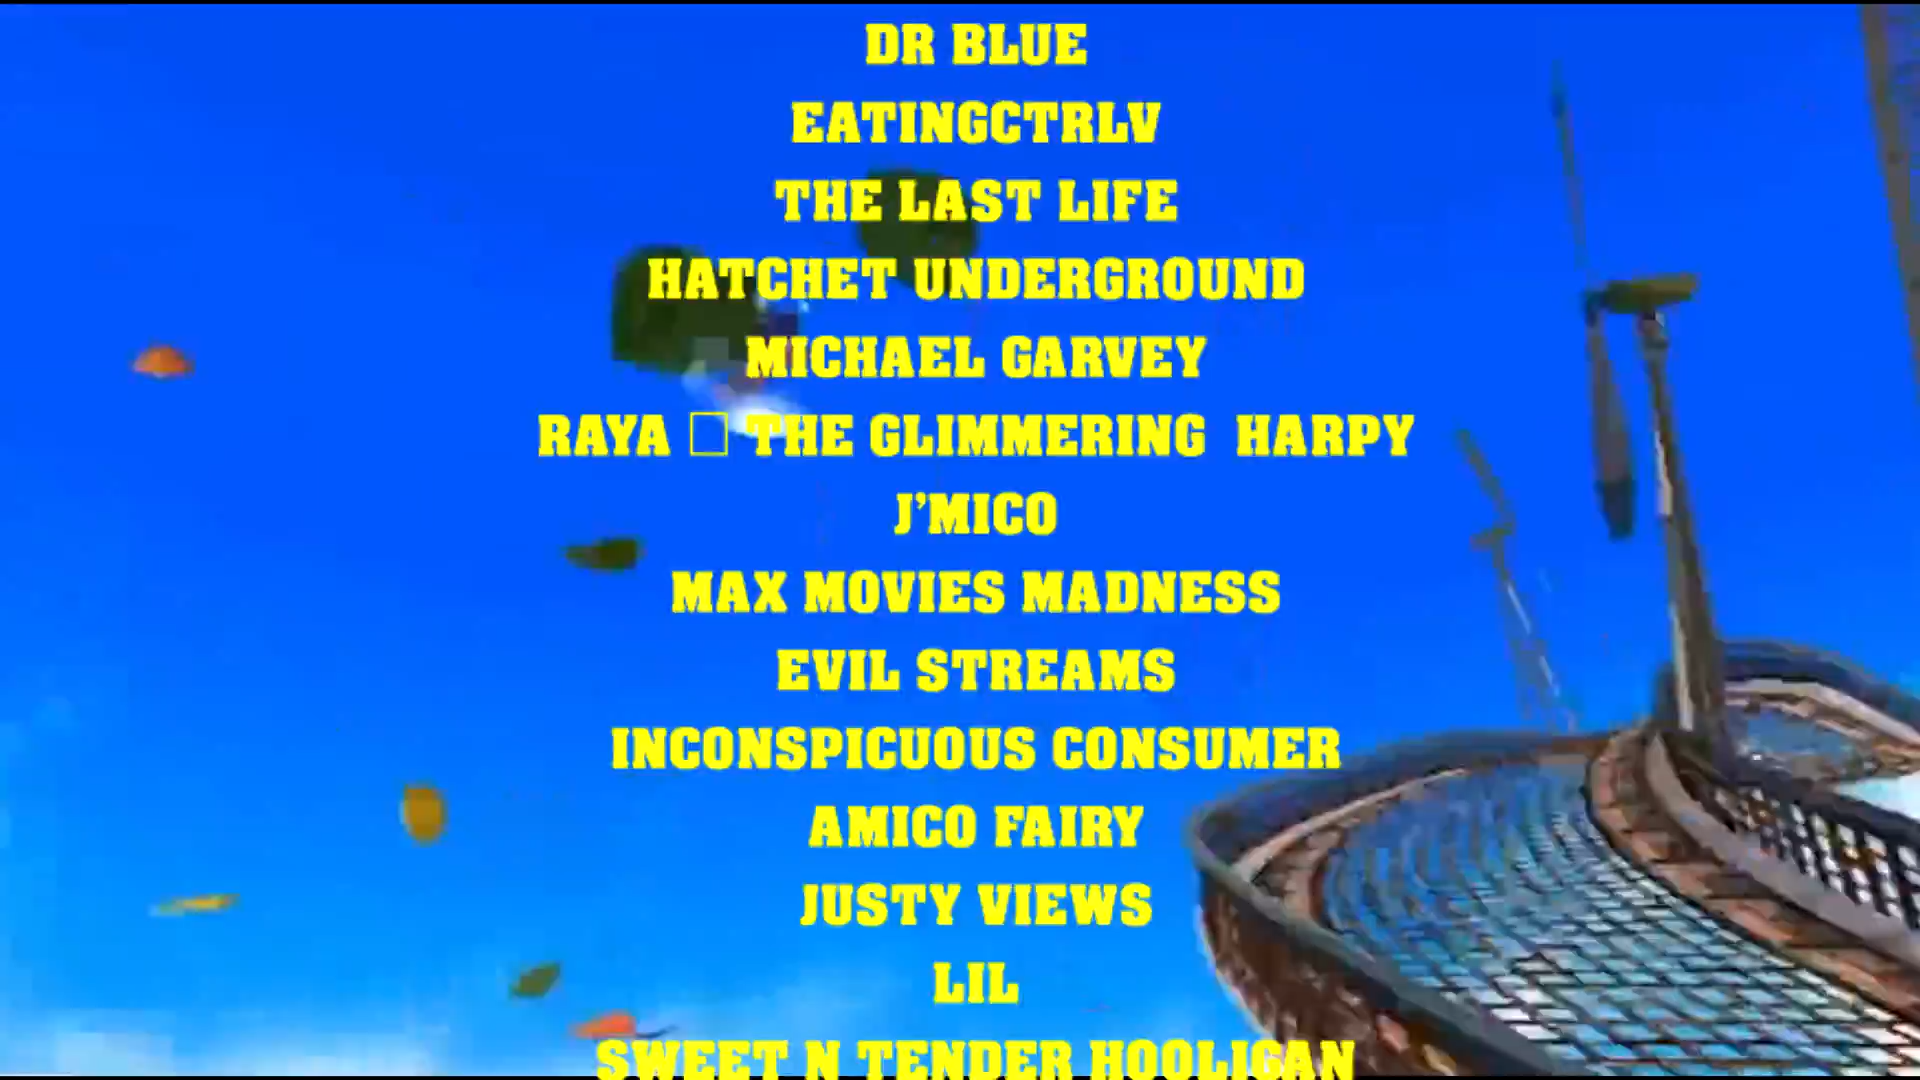 DR BLUE
EATINGCTRLV
THE LAST LIFE
HATCHET UNDERGROUND
MICHAEL GARVEY
RAYA □ THE GLIMMERING  HARPY
J’MICO
MAX MOVIES MADNESS
EVIL STREAMS
INCONSPICUOUS CONSUMER
AMICO FAIRY
JUSTY VIEWS
LIL
SWEET N TENDER HOOLIGAN